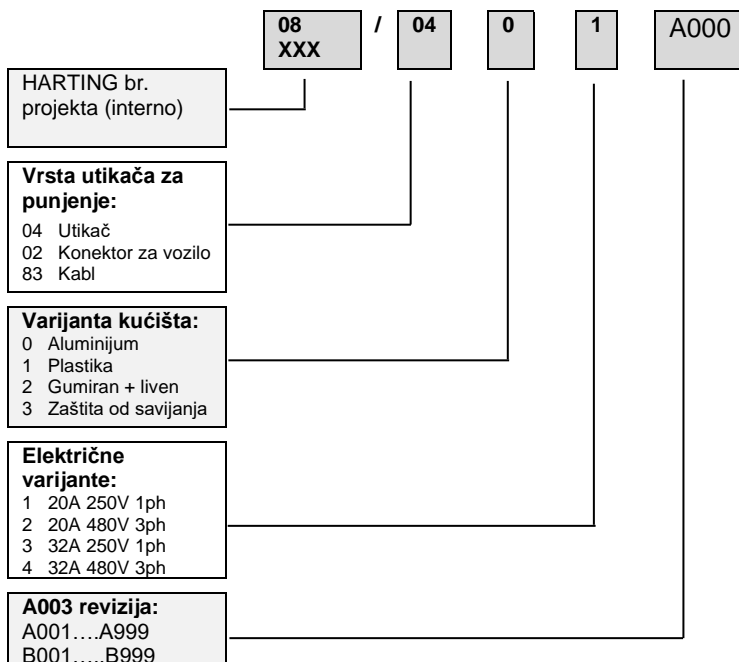 08 / 04 0 1 A000
XXX
HARTING br.
projekta (interno)
Vrsta utikača za
punjenje:
04 Utikač
02 Konektor za vozilo
83 Kabl
Varijanta kućišta:
0 Aluminijum
1 Plastika
2 Gumiran + liven
3 Zaštita od savijanja
Električne
varijante:
1 20A 250V 1ph
2 20A 480V 3ph
3 32A 250V 1ph
4 32A 480V 3ph
A003 revizija:
A001....A999
B001.....B999